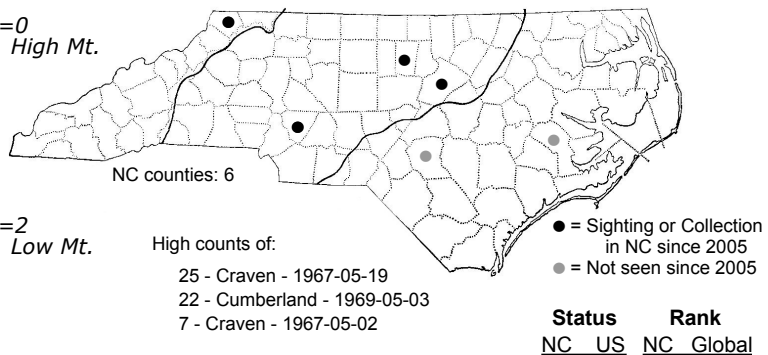 =0
High Mt.
NC counties: 6
=2
Low Mt.
High counts of:
25 - Craven - 1967-05-19
22 - Cumberland - 1969-05-03
7 - Craven - 1967-05-02
● = Sighting or Collection
in NC since 2005
● = Not seen since 2005
Status Rank
NC US NC Global